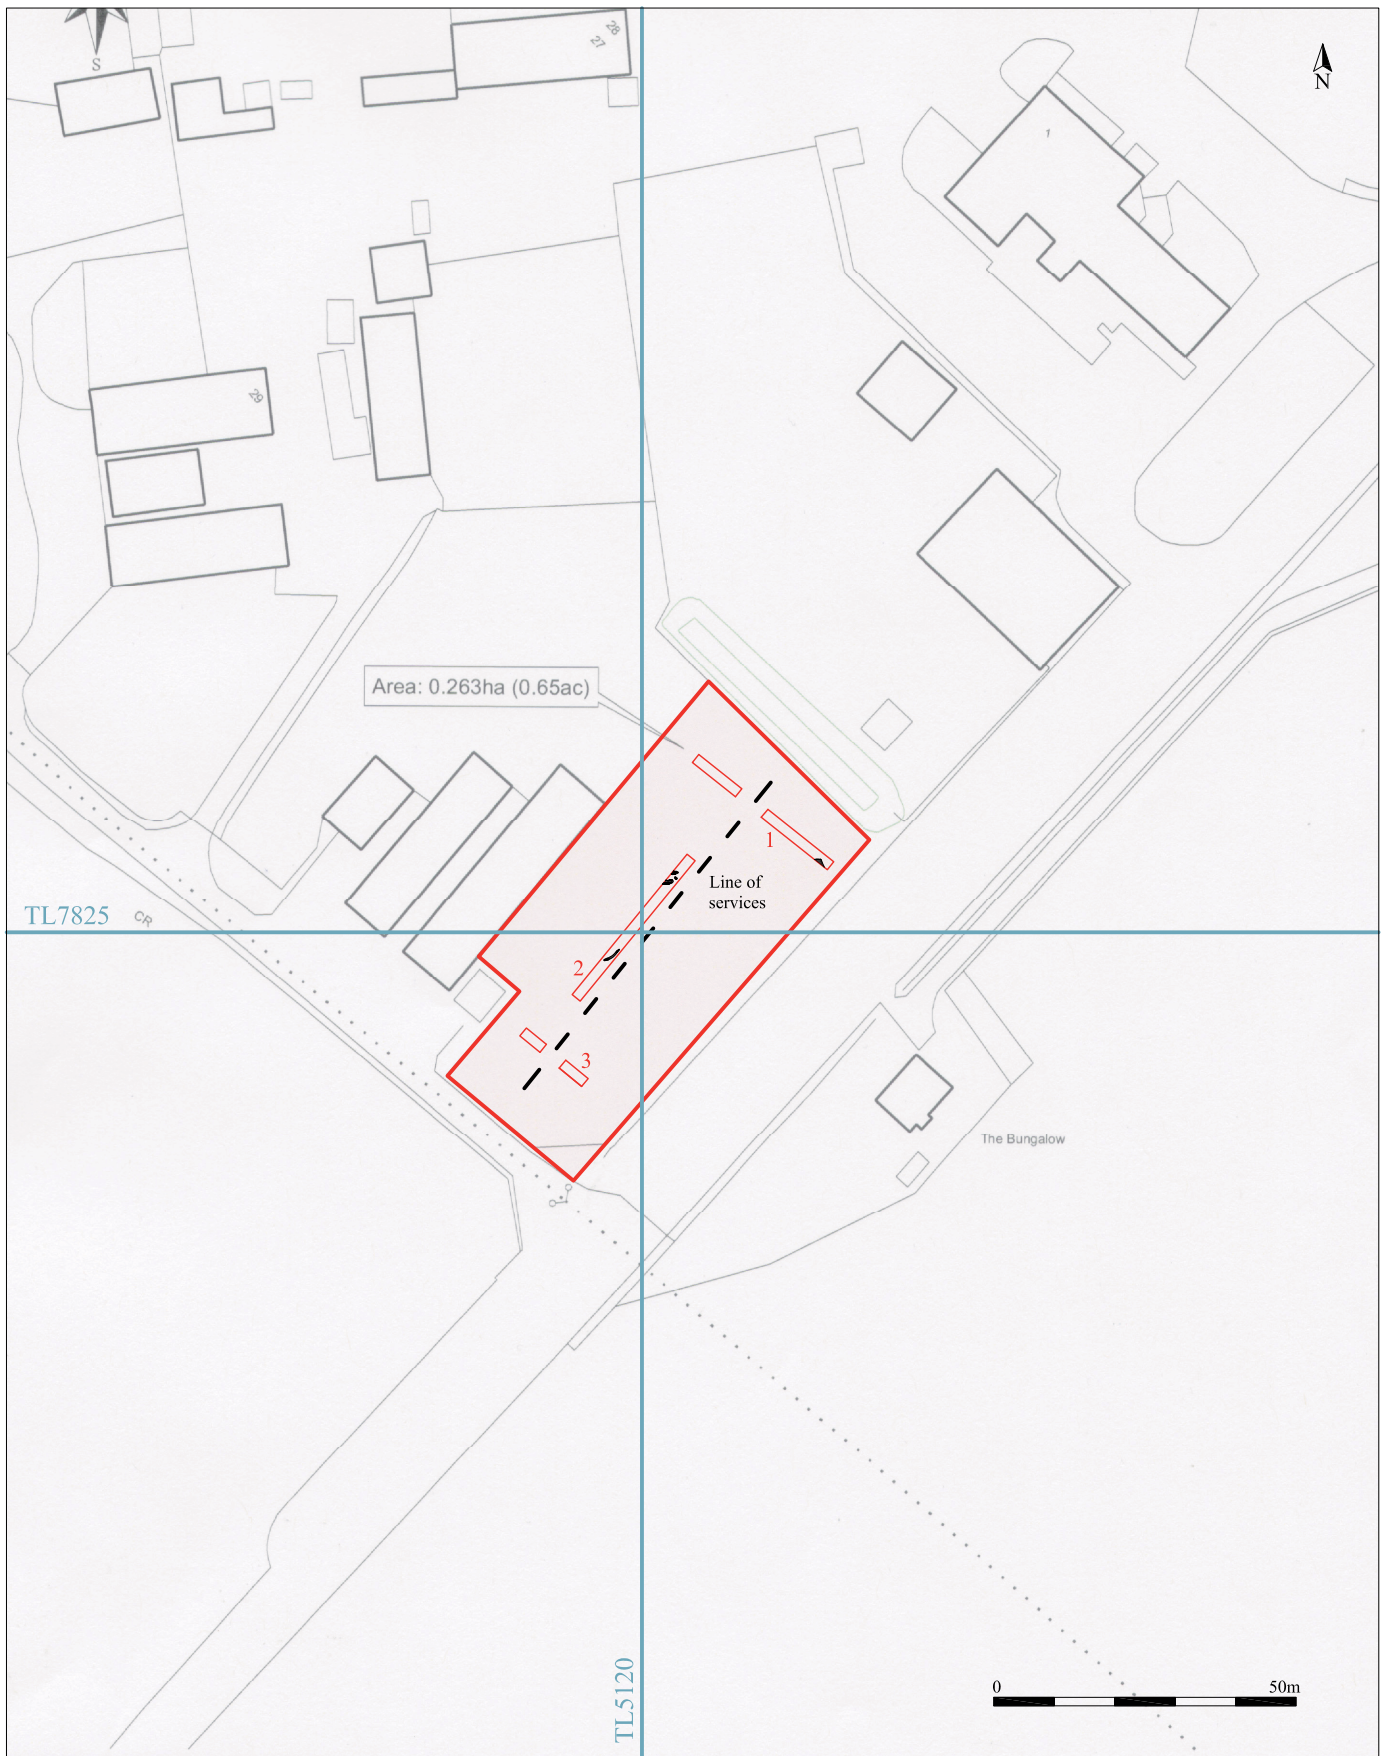 S
28
27
1
N
29
Area: 0.263ha (0.65ac)
1
Line of
services
TL7825
CR
2
3
The Bungalow
TL5120
0 50m